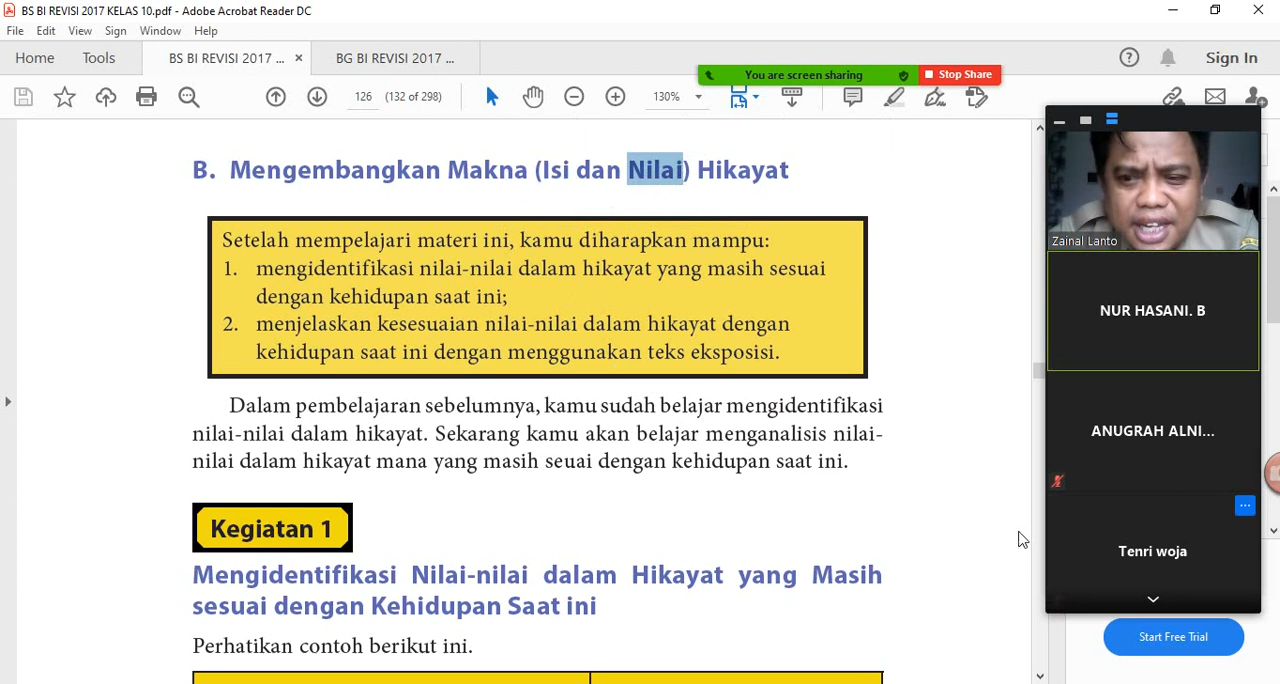 BS BI REVISI 2017 KELAS 10.pdf - Adobe Acrobat Reader DC
File Edit View Sign Window Help
Home Tools BS BI REVISI 2017 ... × BG BI REVISI 2017 ... Sign In
You are screen sharing Stop Share
126 (132 of 298) 130%
B. Mengembangkan Makna (Isi dan Nilai) Hikayat
Setelah mempelajari materi ini, kamu diharapkan mampu:
1. mengidentifikasi nilai-nilai dalam hikayat yang masih sesuai
dengan kehidupan saat ini;
2. menjelaskan kesesuaian nilai-nilai dalam hikayat dengan
kehidupan saat ini dengan menggunakan teks eksposisi.
Dalam pembelajaran sebelumnya, kamu sudah belajar mengidentifikasi
nilai-nilai dalam hikayat. Sekarang kamu akan belajar menganalisis nilai-
nilai dalam hikayat mana yang masih seuai dengan kehidupan saat ini.
Kegiatan 1
Mengidentifikasi Nilai-nilai dalam Hikayat yang Masih
sesuai dengan Kehidupan Saat ini
Perhatikan contoh berikut ini.
Zainal Lanto
NUR HASANI. B
ANUGRAH ALNI...
Tenri woja
Start Free Trial